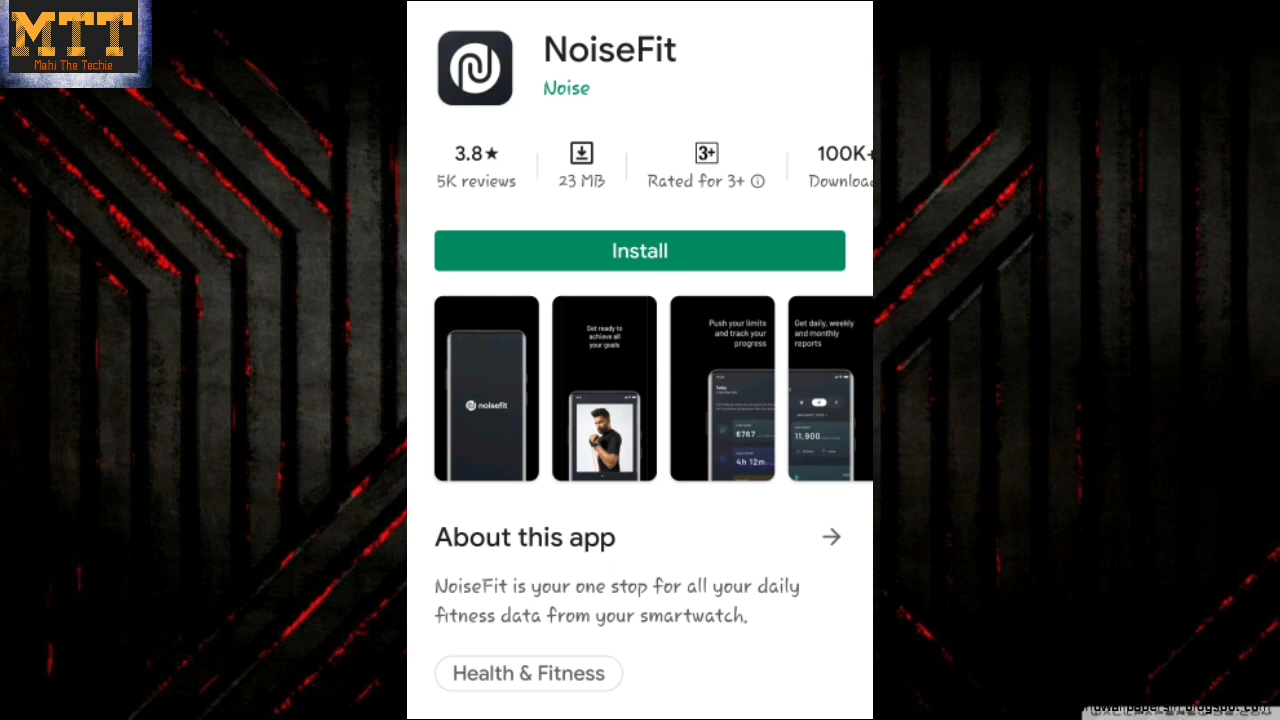 MTT
Mahi The Techie
NoiseFit
Noise
3.8★
5K reviews
23 MB
3+
Rated for 3+
100K+
Downloa
Install
noisefit
Get ready to
achieve all
your goals
Push your limits
and track your
progress
Today
6767
4h 12m
Get daily, weekly
and monthly
reports
11,900
About this app
NoiseFit is your one stop for all your daily
fitness data from your smartwatch.
Health & Fitness